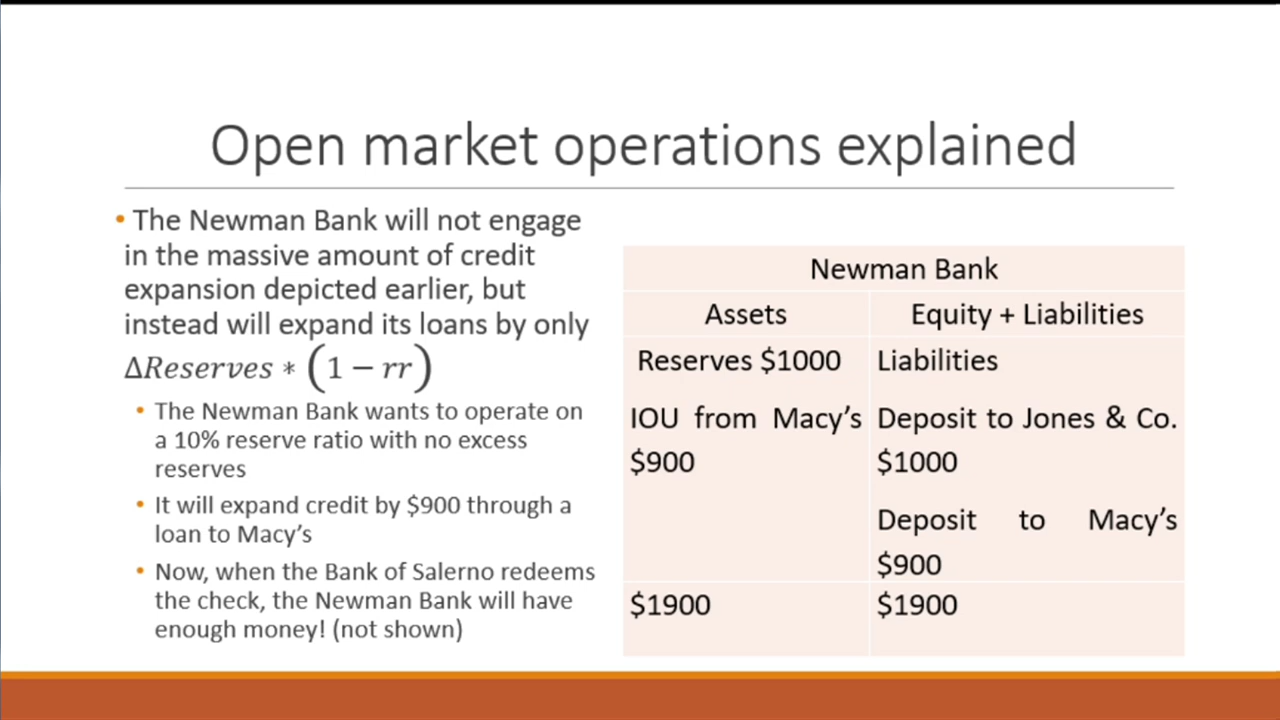 Open market operations explained
• The Newman Bank will not engage
in the massive amount of credit
expansion depicted earlier, but
instead will expand its loans by only
ΔReserves * (1 − rr)
• The Newman Bank wants to operate on
a 10% reserve ratio with no excess
reserves
• It will expand credit by $900 through a
loan to Macy’s
• Now, when the Bank of Salerno redeems
the check, the Newman Bank will have
enough money! (not shown)
Newman Bank
Assets
Equity + Liabilities
Reserves $1000
Liabilities
IOU from Macy’s
$900
Deposit to Jones & Co.
$1000
Deposit to Macy’s
$900
$1900
$1900